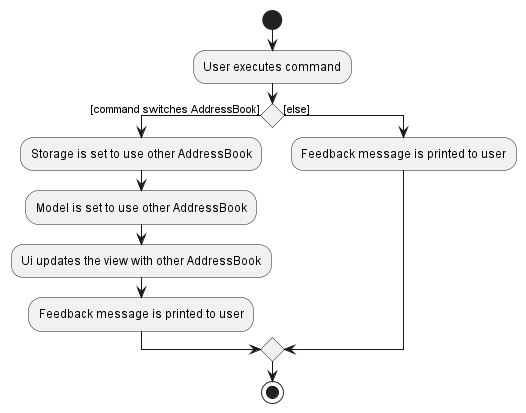 User executes command
[command switches AddressBook]
[else]
Storage is set to use other AddressBook
Feedback message is printed to user
Model is set to use other AddressBook
Ui updates the view with other AddressBook
Feedback message is printed to user